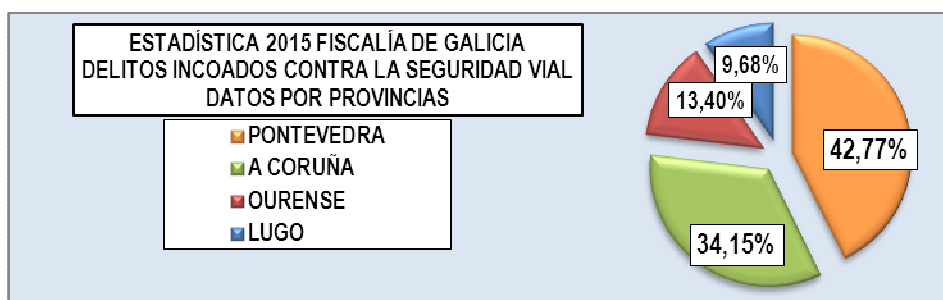 ESTADÍSTICA 2015 FISCALÍA DE GALICIA
DELITOS INCOADOS CONTRA LA SEGURIDAD VIAL
DATOS POR PROVINCIAS
PONTEVEDRA
A CORUÑA
OURENSE
LUGO
9,68%
13,40%
42,77%
34,15%